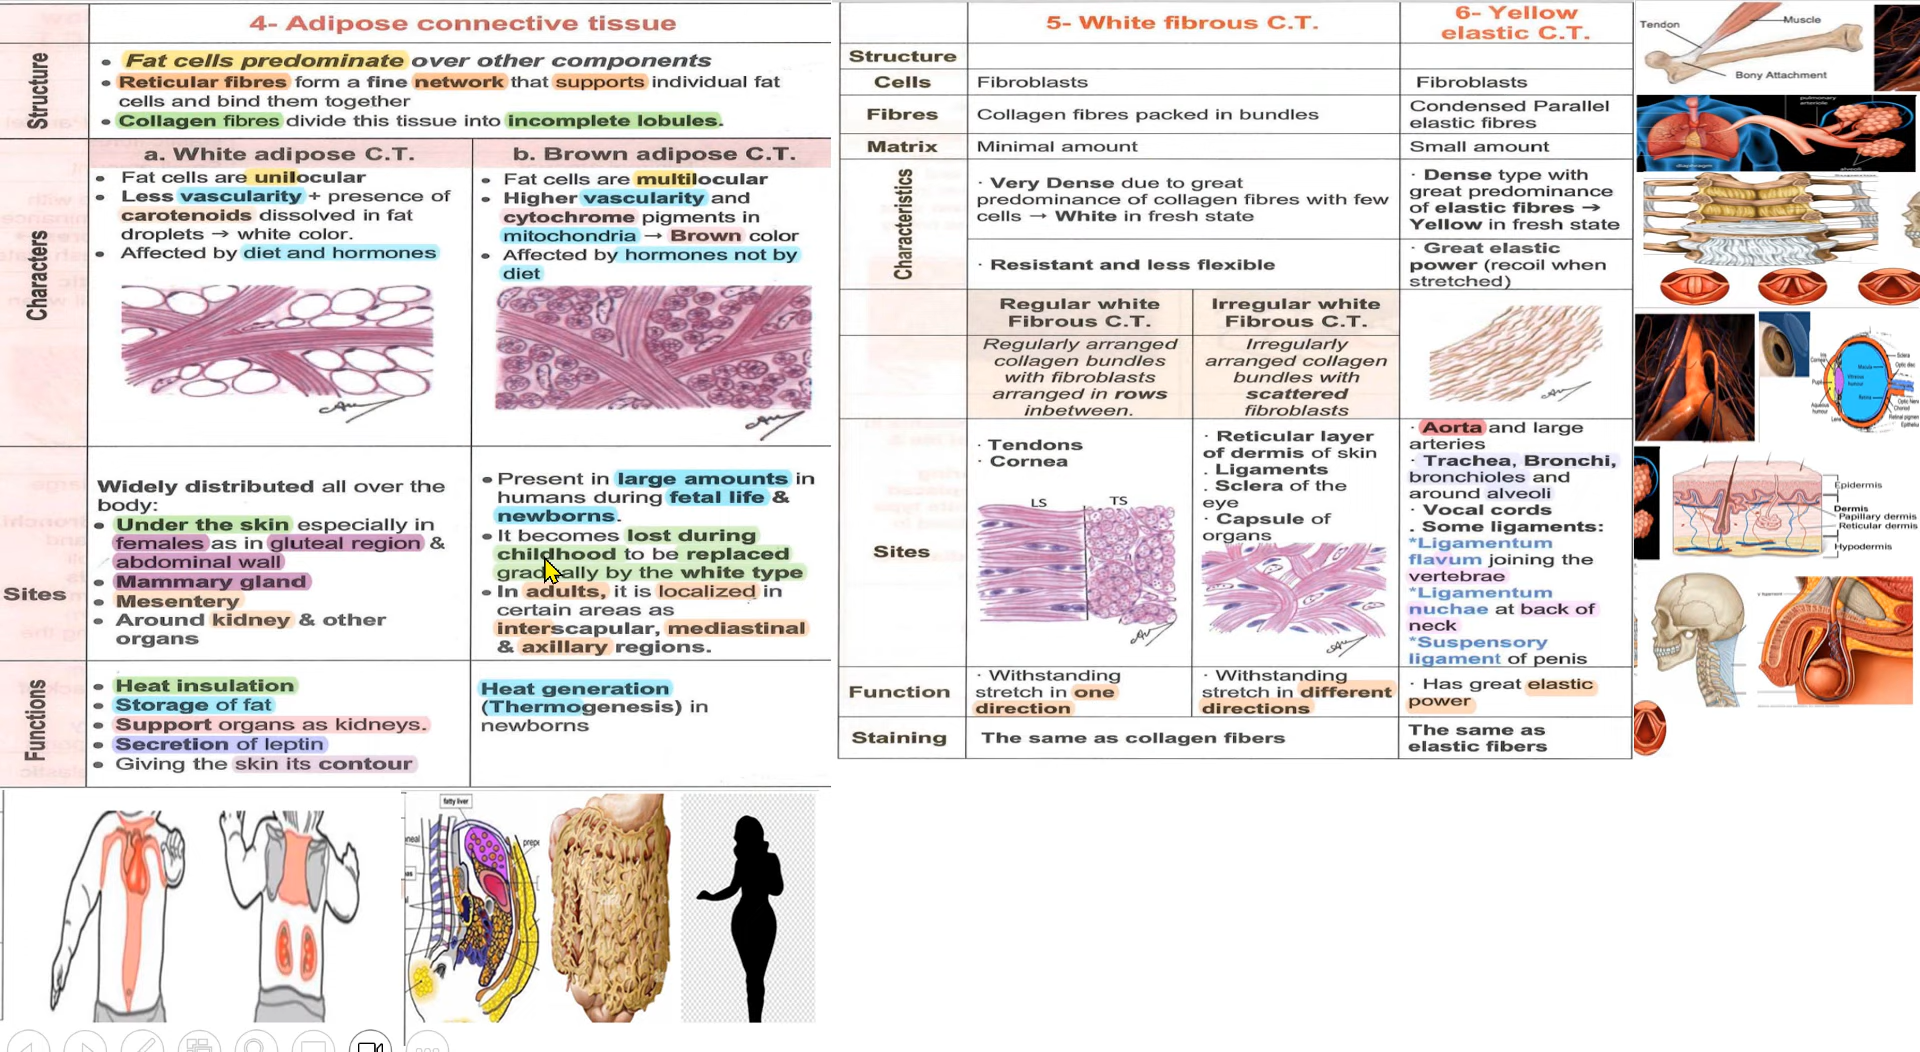 4- Adipose connective tissue
Structure
• Fat cells predominate over other components
• Reticular fibres form a fine network that supports individual fat
cells and bind them together
• Collagen fibres divide this tissue into incomplete lobules.
Characters
a. White adipose C.T.
• Fat cells are unilocular
• Less vascularity + presence of
carotenoids dissolved in fat
droplets → white color.
• Affected by diet and hormones
b. Brown adipose C.T.
• Fat cells are multilocular
• Higher vascularity and
cytochrome pigments in
mitochondria → Brown color
• Affected by hormones not by
diet
Sites
Widely distributed all over the
body:
• Under the skin especially in
females as in gluteal region &
abdominal wall
• Mammary gland
• Mesentery
• Around kidney & other
organs
• Present in large amounts in
humans during fetal life &
newborns.
• It becomes lost during
childhood to be replaced
gradually by the white type
• In adults, it is localized in
certain areas as
interscapular, mediastinal
& axillary regions.
Functions
• Heat insulation
• Storage of fat
• Support organs as kidneys.
• Secretion of leptin
• Giving the skin its contour
Heat generation
(Thermogenesis) in
newborns
fatty liver
5- White fibrous C.T.
6- Yellow
elastic C.T.
Structure
Cells
Fibroblasts
Fibroblasts
Fibres
Collagen fibres packed in bundles
Condensed Parallel
elastic fibres
Matrix
Minimal amount
Small amount
Characteristics
· Very Dense due to great
predominance of collagen fibres with few
cells → White in fresh state
· Dense type with
great predominance
of elastic fibres →
Yellow in fresh state
· Resistant and less flexible
· Great elastic
power (recoil when
stretched)
Regular white
Fibrous C.T.
Irregular white
Fibrous C.T.
Regularly arranged
collagen bundles
with fibroblasts
arranged in rows
inbetween.
Irregularly
arranged collagen
bundles with
scattered
fibroblasts
Sites
· Tendons
· Cornea
LS
TS
· Reticular layer
of dermis of skin
. Ligaments
. Sclera of the
eye
· Capsule of
organs
· Aorta and large
arteries
· Trachea, Bronchi,
bronchioles and
around alveoli
· Vocal cords
. Some ligaments:
*Ligamentum
flavum joining the
vertebrae
*Ligamentum
nuchae at back of
neck
*Suspensory
ligament of penis
Function
· Withstanding
stretch in one
direction
· Withstanding
stretch in different
directions
· Has great elastic
power
Staining
The same as collagen fibers
The same as
elastic fibers
Tendon
Muscle
Bony Attachment
pulmonary
arteriole
diaphragm
alveoli
Sclera
Optic disc
Macula
Vitreous
humour
Retina
Pupil
Cornea
Aqueous
humour
Lens
Choroid
Epidermis
Dermis
Papillary dermis
Reticular dermis
Hypodermis